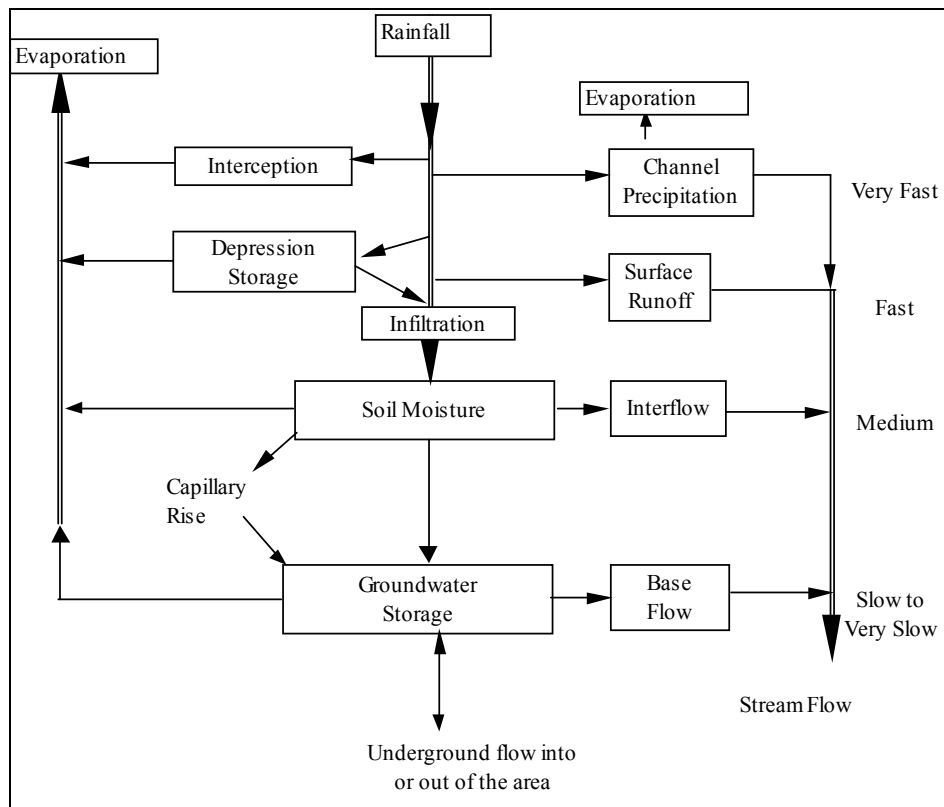 Rainfall
Evaporation
Evaporation
Interception
Channel
Precipitation
Very Fast
Depression
Storage
Surface
Runoff
Fast
Infiltration
Soil Moisture
Interflow
Medium
Capillary
Rise
Groundwater
Storage
Base
Flow
Slow to
Very Slow
Stream Flow
Underground flow into
or out of the area